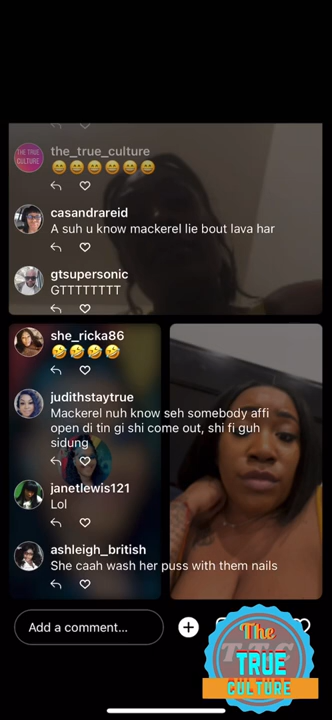 THE TRUE
CULTURE
the_true_culture
casandrareid
A suh u know mackerel lie bout lava har
gtsupersonic
GTTTTTTTT
she_ricka86
judithstaytrue
Mackerel nuh know seh somebody affi
open di tin gi shi come out, shi fi guh
sidung
janetlewis121
Lol
ashleigh_british
She caah wash her puss with them nails
Add a comment...
The
TRUE
CULTURE